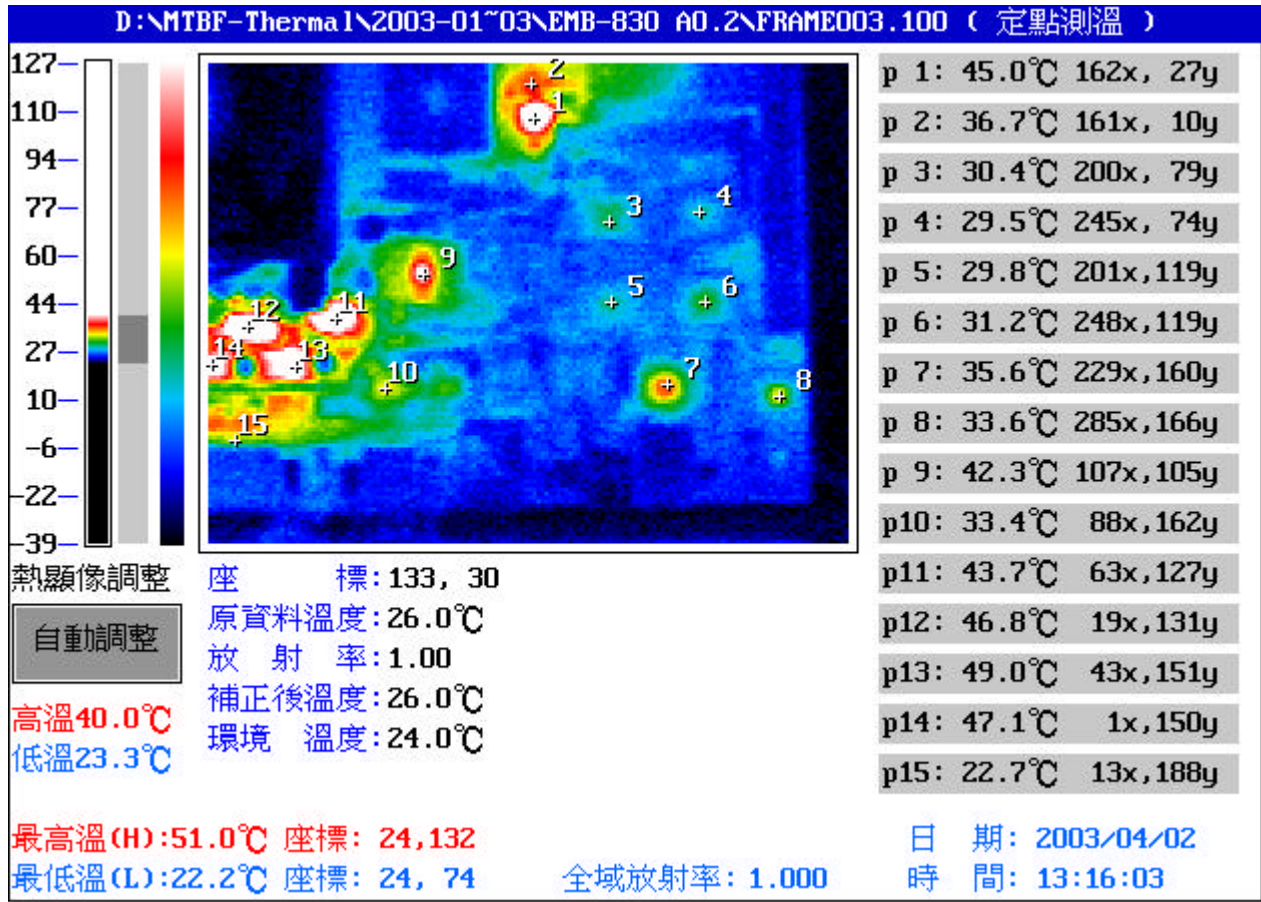 D:\MTBF-Thermal\2003-01~03\EMB-830 A0.2\FRAME003.100 ( 定點測溫 )
127
110
94
77
60
44
27
10
-6
-22
-39
熱顯像調整
自動調整
高溫40.0℃
低溫23.3℃
2
1
3
4
9
5
6
12
11
14
13
10
7
8
15
座 標:133, 30
原資料溫度:26.0℃
放 射 率:1.00
補正後溫度:26.0℃
環境 溫度:24.0℃
p 1: 45.0℃ 162x, 27y
p 2: 36.7℃ 161x, 10y
p 3: 30.4℃ 200x, 79y
p 4: 29.5℃ 245x, 74y
p 5: 29.8℃ 201x,119y
p 6: 31.2℃ 248x,119y
p 7: 35.6℃ 229x,160y
p 8: 33.6℃ 285x,166y
p 9: 42.3℃ 107x,105y
p10: 33.4℃ 88x,162y
p11: 43.7℃ 63x,127y
p12: 46.8℃ 19x,131y
p13: 49.0℃ 43x,151y
p14: 47.1℃ 1x,150y
p15: 22.7℃ 13x,188y
最高溫(H):51.0℃ 座標: 24,132
最低溫(L):22.2℃ 座標: 24, 74
全域放射率: 1.000
日 期: 2003/04/02
時 間: 13:16:03